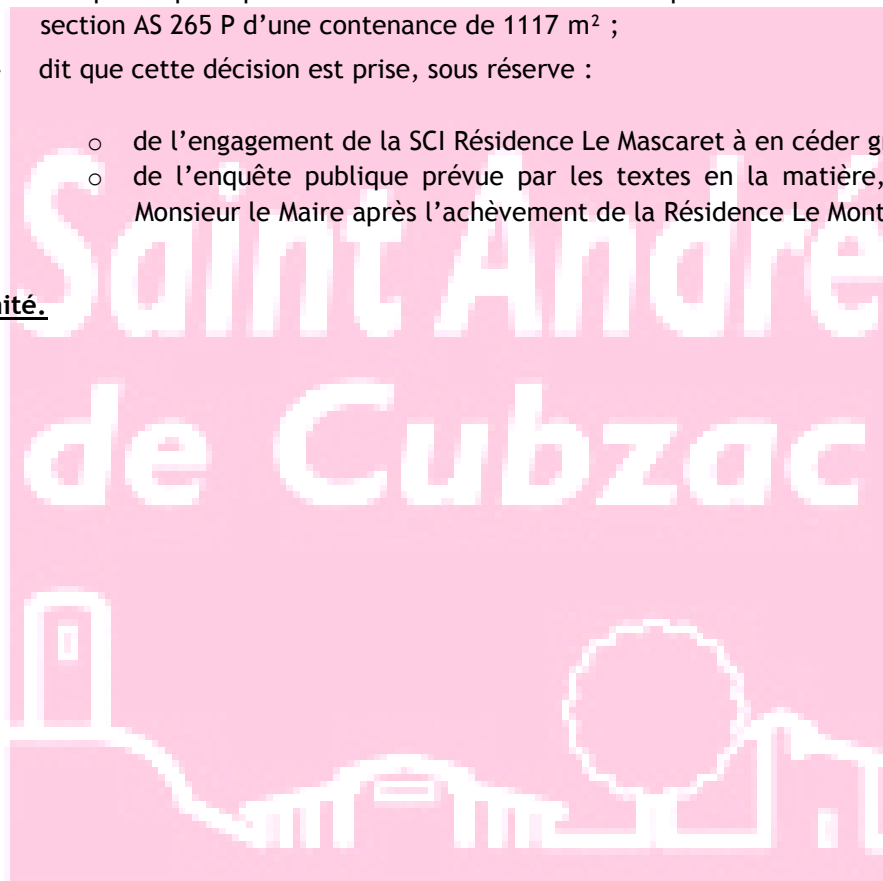 section AS 265 P d’une contenance de 1117 m² ;
dit que cette décision est prise, sous réserve :
o de l’engagement de la SCI Résidence Le Mascaret à en céder
o de l’enquête publique prévue par les textes en la matière,
Monsieur le Maire après l’achèvement de la Résidence Le Mont
ité.
Saint André
de Cubzac